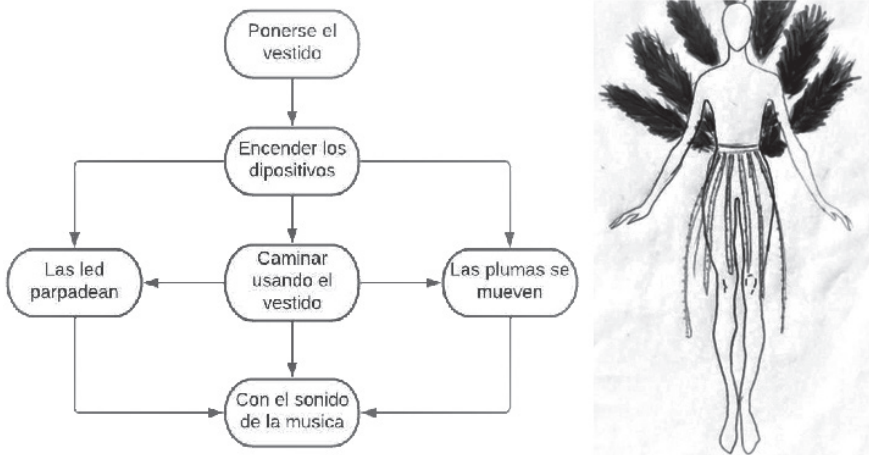 Ponerse el
vestido
Encender los
dipositivos
Las led
parpadean
Caminar
usando el
vestido
Las plumas se
mueven
Con el sonido
de la musica